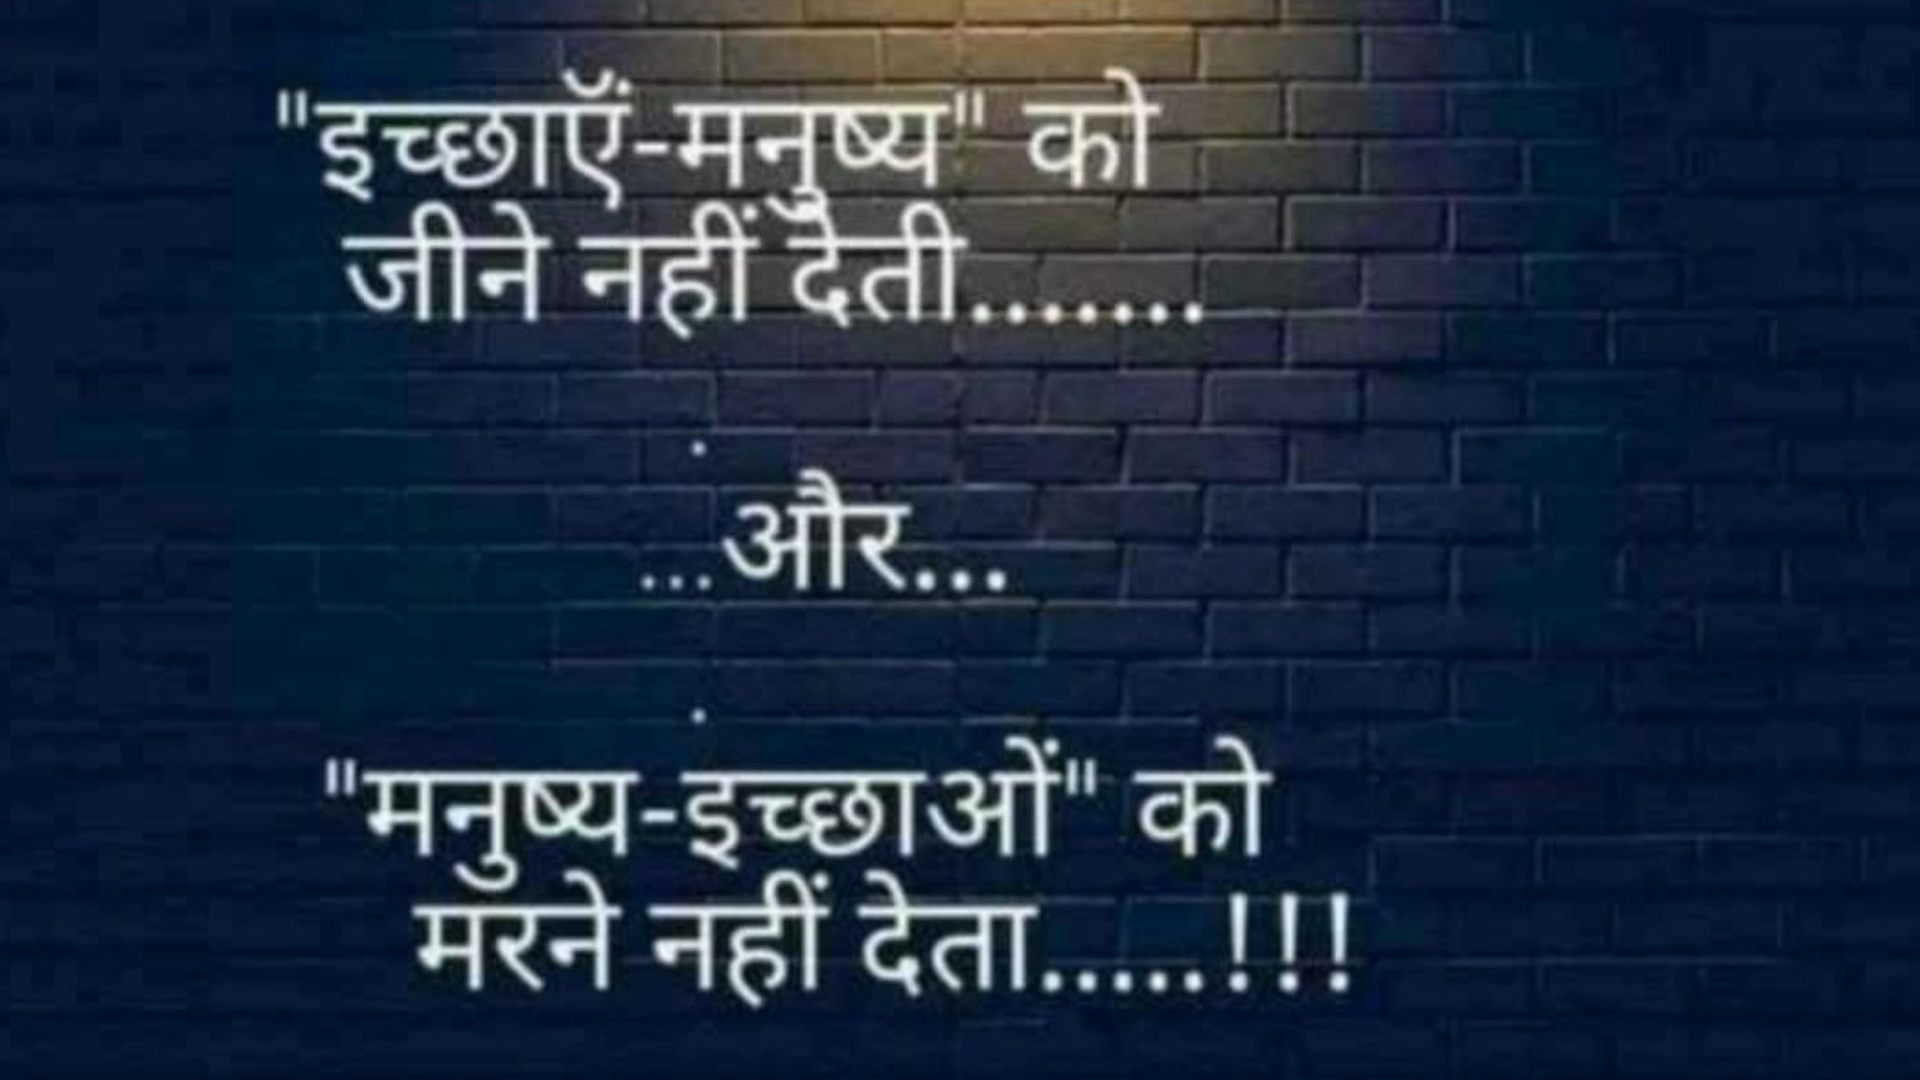 "इच्छाऍं-मनुष्य" को
जीने नहीं देती.......
.
...और...
.
"मनुष्य-इच्छाओं" को
मरने नहीं देता.....!!!